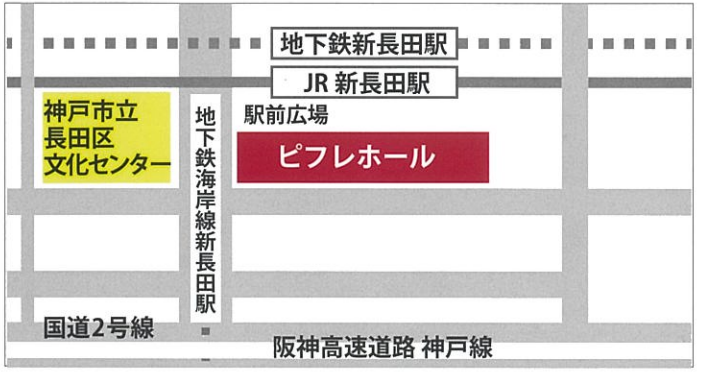 地下鉄新長田駅
JR 新長田駅
神戸市立
長田区
文化センター
地下鉄海岸線新長田駅
駅前広場
ピフレホール
国道2号線
阪神高速道路 神戸線